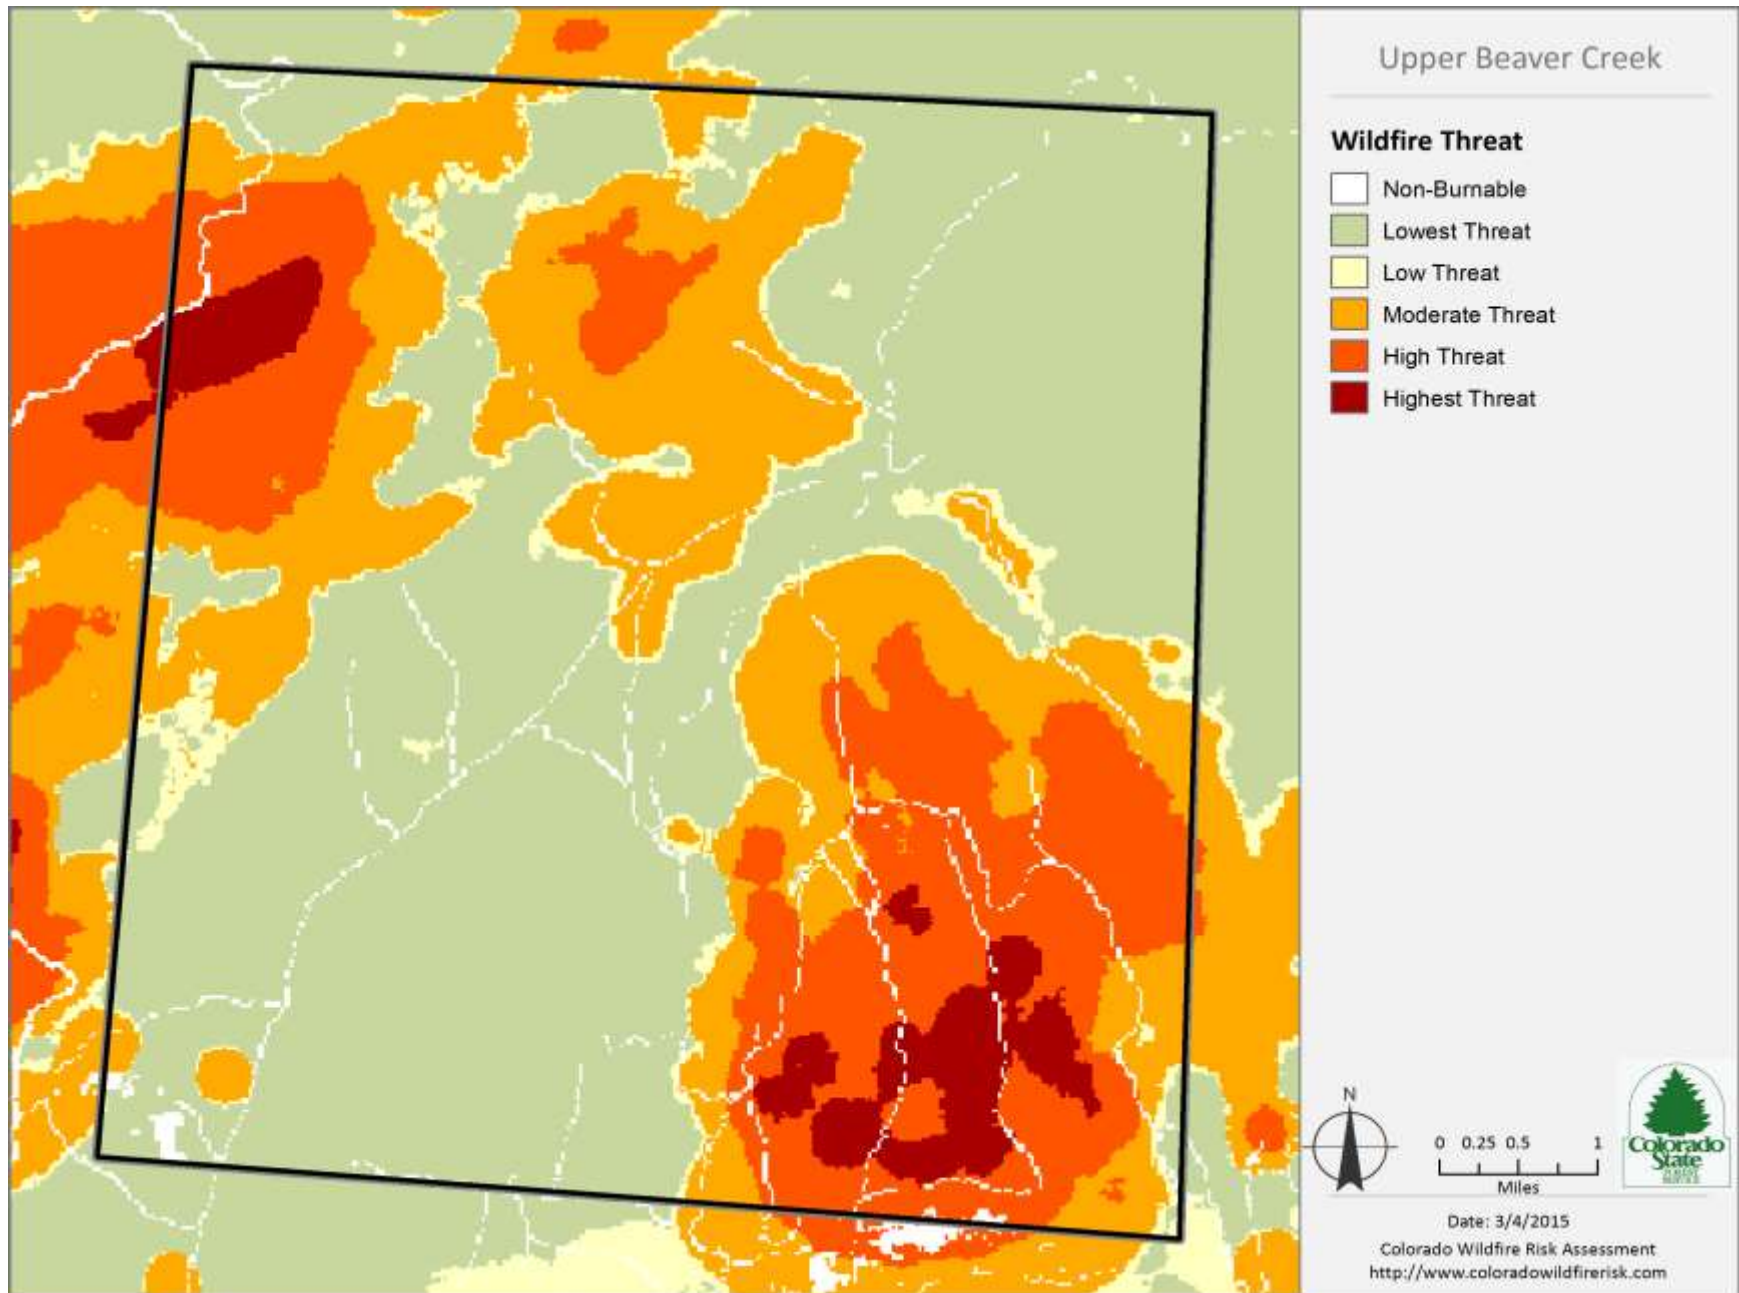 Upper Beaver Creek
Wildfire Threat
Non-Burnable
Lowest Threat
Low Threat
Moderate Threat
High Threat
Highest Threat
N
0 0.25 0.5 1
Miles
Colorado
State
Date: 3/4/2015
Colorado Wildfire Risk Assessment
http://www.coloradowildfirerisk.com